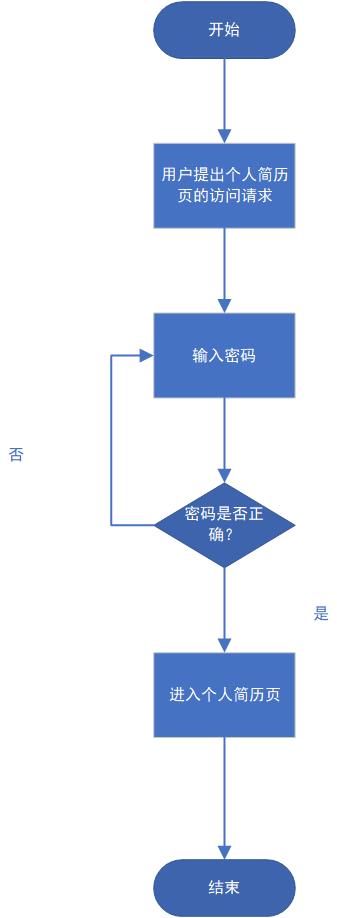 开始
用户提出个人简历
页的访问请求
输入密码
否
密码是否正
确？
是
进入个人简历页
结束